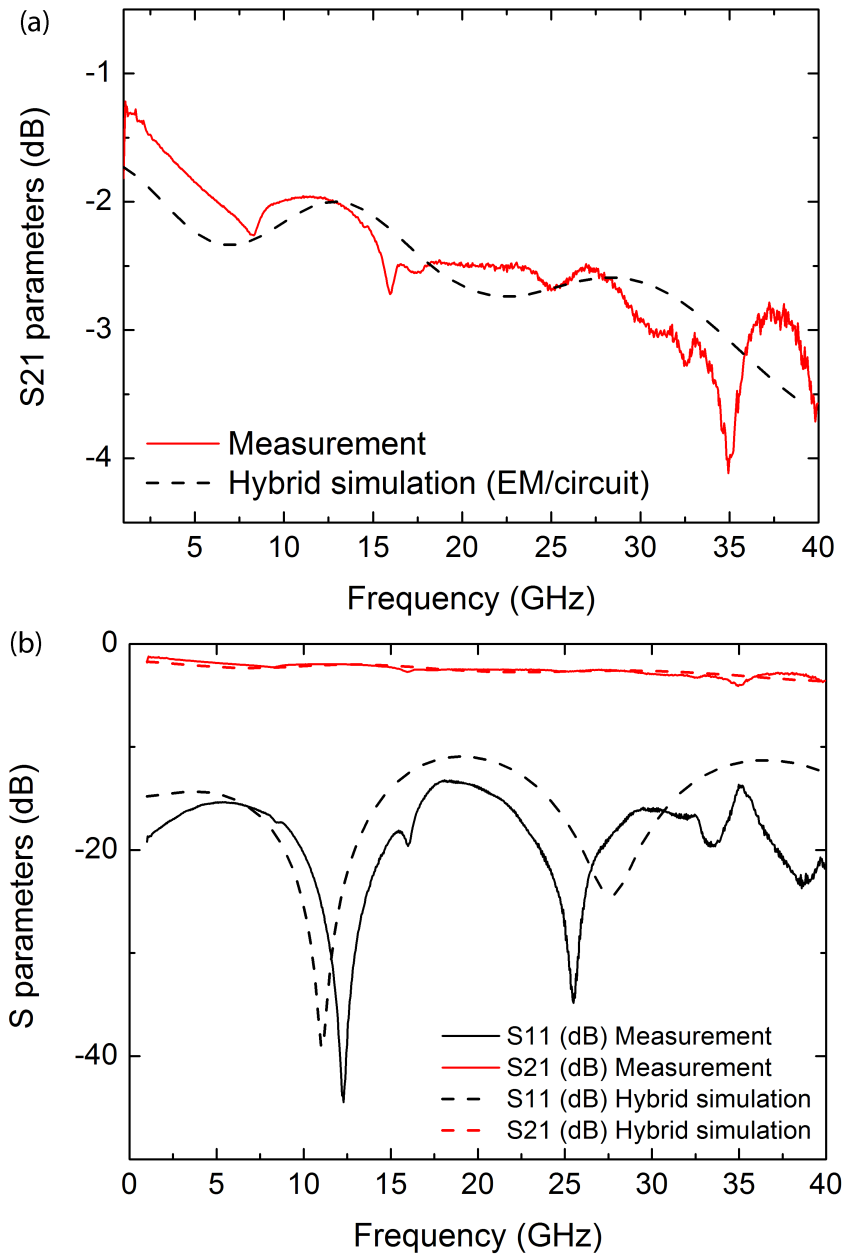 (a)
-1
-2
-3
-4
S21 parameters (dB)
Measurement
Hybrid simulation (EM/circuit)
5 10 15 20 25 30 35 40
Frequency (GHz)
(b)
0
-20
-40
S parameters (dB)
S11 (dB) Measurement
S21 (dB) Measurement
S11 (dB) Hybrid simulation
S21 (dB) Hybrid simulation
0 5 10 15 20 25 30 35 40
Frequency (GHz)